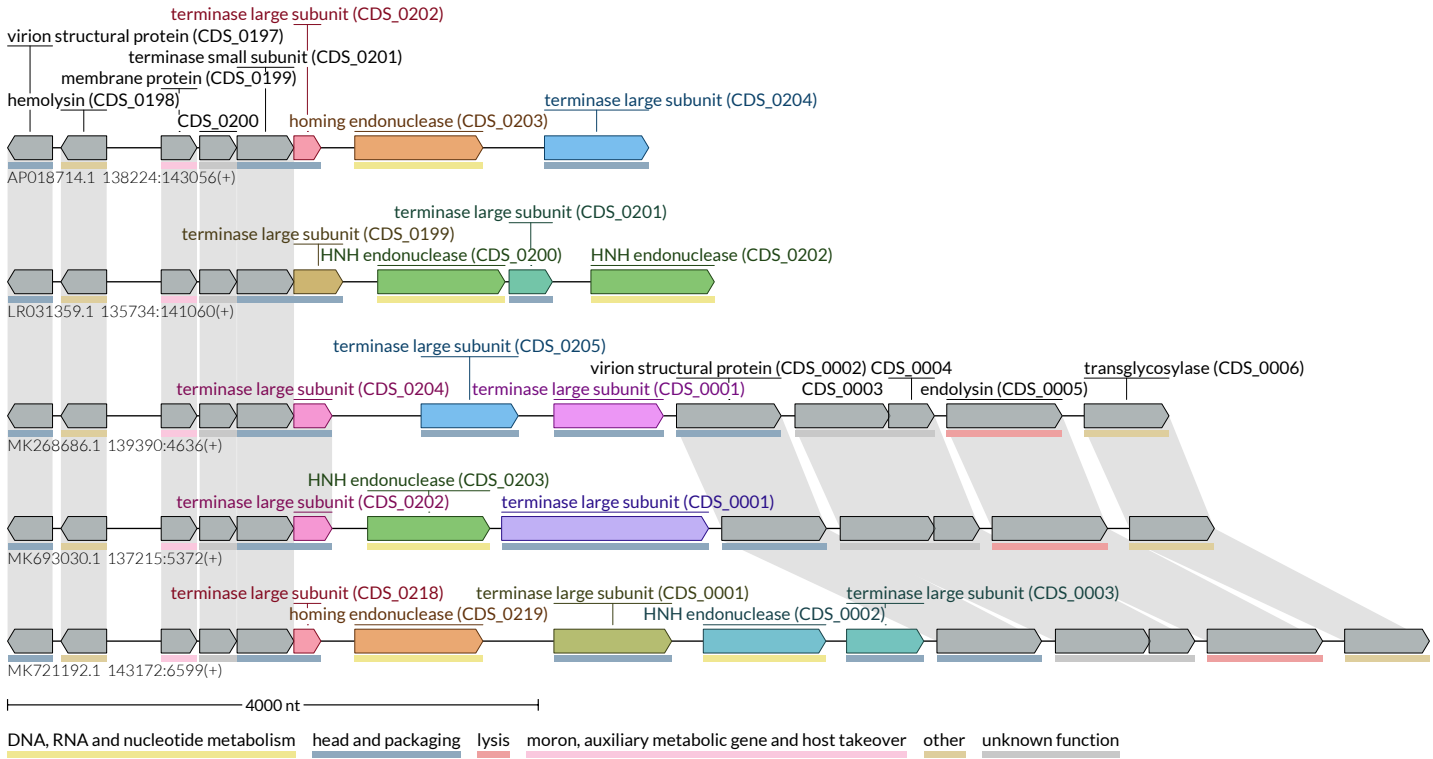 terminase large subunit (CDS_0202)
virion structural protein (CDS_0197)
terminase small subunit (CDS_0201)
membrane protein (CDS_0199)
hemolysin (CDS_0198)
terminase large subunit (CDS_0204)
CDS_0200
homing endonuclease (CDS_0203)
AP018714.1 138224:143056(+)
terminase large subunit (CDS_0201)
terminase large subunit (CDS_0199)
HNH endonuclease (CDS_0200)
HNH endonuclease (CDS_0202)
LR031359.1 135734:141060(+)
terminase large subunit (CDS_0205)
virion structural protein (CDS_0002)
CDS_0004
transglycosylase (CDS_0006)
terminase large subunit (CDS_0204)
terminase large subunit (CDS_0001)
CDS_0003
endolysin (CDS_0005)
MK268686.1 139390:4636(+)
HNH endonuclease (CDS_0203)
terminase large subunit (CDS_0202)
terminase large subunit (CDS_0001)
MK693030.1 137215:5372(+)
terminase large subunit (CDS_0218)
terminase large subunit (CDS_0001)
terminase large subunit (CDS_0003)
homing endonuclease (CDS_0219)
HNH endonuclease (CDS_0002)
MK721192.1 143172:6599(+)
4000 nt
DNA, RNA and nucleotide metabolism
head and packaging
lysis
moron, auxiliary metabolic gene and host takeover
other
unknown function